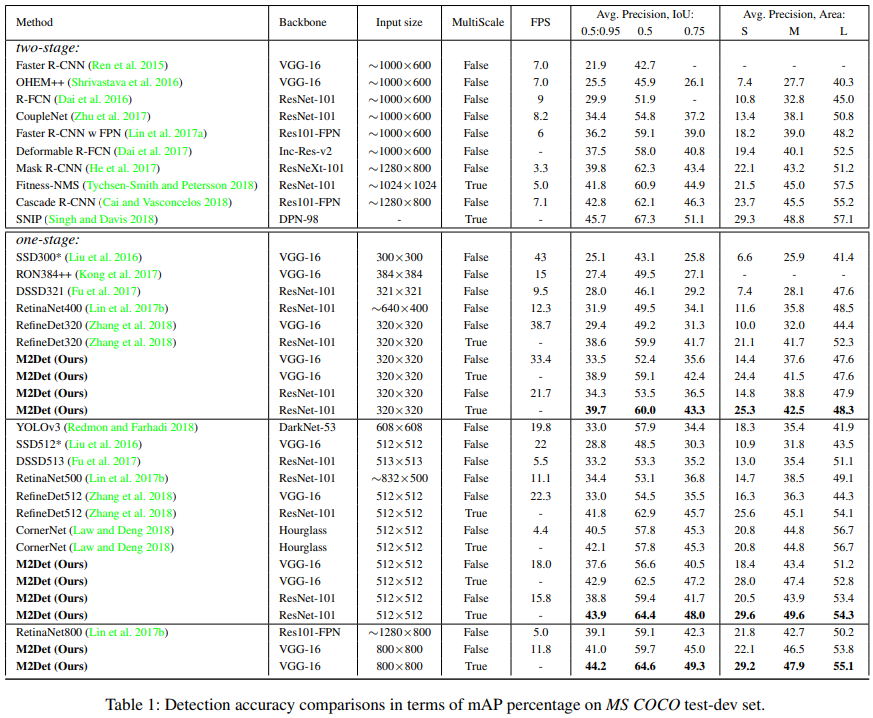 Method Backbone Input size MultiScale FPS Avg. Precision, IoU: Avg. Precision, Area:
0.5:0.95 0.5 0.75 S M L
two-stage:
Faster R-CNN (Ren et al. 2015) VGG-16 ∼1000×600 False 7.0 21.9 42.7 - - - -
OHEM++ (Shrivastava et al. 2016) VGG-16 ∼1000×600 False 7.0 25.5 45.9 26.1 7.4 27.7 40.3
R-FCN (Dai et al. 2016) ResNet-101 ∼1000×600 False 9 29.9 51.9 - 10.8 32.8 45.0
CoupleNet (Zhu et al. 2017) ResNet-101 ∼1000×600 False 8.2 34.4 54.8 37.2 13.4 38.1 50.8
Faster R-CNN w FPN (Lin et al. 2017a) Res101-FPN ∼1000×600 False 6 36.2 59.1 39.0 18.2 39.0 48.2
Deformable R-FCN (Dai et al. 2017) Inc-Res-v2 ∼1000×600 False - 37.5 58.0 40.8 19.4 40.1 52.5
Mask R-CNN (He et al. 2017) ResNeXt-101 ∼1280×800 False 3.3 39.8 62.3 43.4 22.1 43.2 51.2
Fitness-NMS (Tychsen-Smith and Petersson 2018) ResNet-101 ∼1024×1024 True 5.0 41.8 60.9 44.9 21.5 45.0 57.5
Cascade R-CNN (Cai and Vasconcelos 2018) Res101-FPN ∼1280×800 False 7.1 42.8 62.1 46.3 23.7 45.5 55.2
SNIP (Singh and Davis 2018) DPN-98 - True - 45.7 67.3 51.1 29.3 48.8 57.1
one-stage:
SSD300* (Liu et al. 2016) VGG-16 300×300 False 43 25.1 43.1 25.8 6.6 25.9 41.4
RON384++ (Kong et al. 2017) VGG-16 384×384 False 15 27.4 49.5 27.1 - - -
DSSD321 (Fu et al. 2017) ResNet-101 321×321 False 9.5 28.0 46.1 29.2 7.4 28.1 47.6
RetinaNet400 (Lin et al. 2017b) ResNet-101 ∼640×400 False 12.3 31.9 49.5 34.1 11.6 35.8 48.5
RefineDet320 (Zhang et al. 2018) VGG-16 320×320 False 38.7 29.4 49.2 31.3 10.0 32.0 44.4
RefineDet320 (Zhang et al. 2018) ResNet-101 320×320 True - 38.6 59.9 41.7 21.1 41.7 52.3
M2Det (Ours) VGG-16 320×320 False 33.4 33.5 52.4 35.6 14.4 37.6 47.6
M2Det (Ours) VGG-16 320×320 True - 38.9 59.1 42.4 24.4 41.5 47.6
M2Det (Ours) ResNet-101 320×320 False 21.7 34.3 53.5 36.5 14.8 38.8 47.9
M2Det (Ours) ResNet-101 320×320 True - 39.7 60.0 43.3 25.3 42.5 48.3
YOLOv3 (Redmon and Farhadi 2018) DarkNet-53 608×608 False 19.8 33.0 57.9 34.4 18.3 35.4 41.9
SSD512* (Liu et al. 2016) VGG-16 512×512 False 22 28.8 48.5 30.3 10.9 31.8 43.5
DSSD513 (Fu et al. 2017) ResNet-101 513×513 False 5.5 33.2 53.3 35.2 13.0 35.4 51.1
RetinaNet500 (Lin et al. 2017b) ResNet-101 ∼832×500 False 11.1 34.4 53.1 36.8 14.7 38.5 49.1
RefineDet512 (Zhang et al. 2018) VGG-16 512×512 False 22.3 33.0 54.5 35.5 16.3 36.3 44.3
RefineDet512 (Zhang et al. 2018) ResNet-101 512×512 True - 41.8 62.9 45.7 25.6 45.1 54.1
CornerNet (Law and Deng 2018) Hourglass 512×512 False 4.4 40.5 57.8 45.3 20.8 44.8 56.7
CornerNet (Law and Deng 2018) Hourglass 512×512 True - 42.1 57.8 45.3 20.8 44.8 56.7
M2Det (Ours) VGG-16 512×512 False 18.0 37.6 56.6 40.5 18.4 43.4 51.2
M2Det (Ours) VGG-16 512×512 True - 42.9 62.5 47.2 28.0 47.4 52.8
M2Det (Ours) ResNet-101 512×512 False 15.8 38.8 59.4 41.7 20.5 43.9 53.4
M2Det (Ours) ResNet-101 512×512 True - 43.9 64.4 48.0 29.6 49.6 54.3
RetinaNet800 (Lin et al. 2017b) Res101-FPN ∼1280×800 False 5.0 39.1 59.1 42.3 21.8 42.7 50.2
M2Det (Ours) VGG-16 800×800 False 11.8 41.0 59.7 45.0 22.1 46.5 53.8
M2Det (Ours) VGG-16 800×800 True - 44.2 64.6 49.3 29.2 47.9 55.1
Table 1: Detection accuracy comparisons in terms of mAP percentage on MS COCO test-dev set.